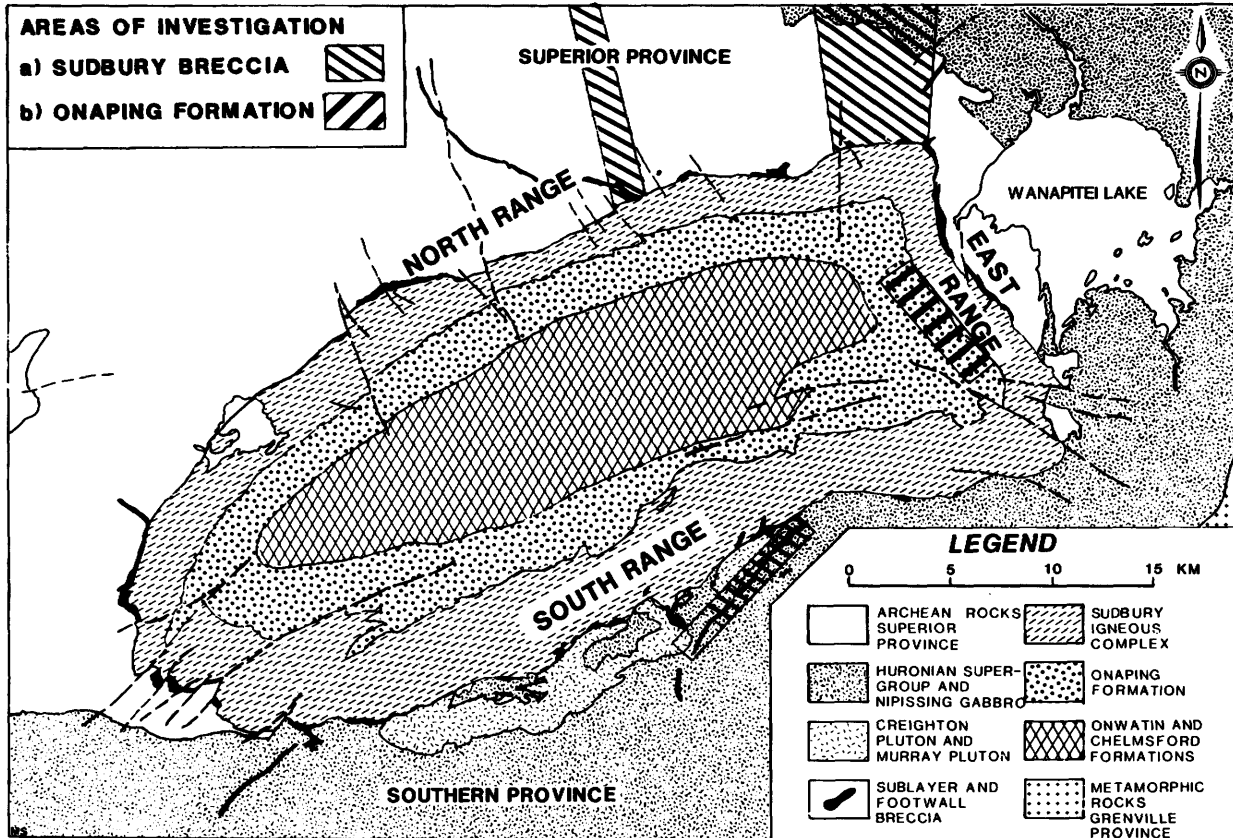 AREAS OF INVESTIGATION
a) SUDBURY BRECCIA
b) ONAPING FORMATION
SUPERIOR PROVINCE
N
WANAPITEI LAKE
NORTH RANGE
EAST
RANGE
SOUTH RANGE
SOUTHERN PROVINCE
LEGEND
0 5 10 15 KM
ARCHEAN ROCKS
SUPERIOR
PROVINCE
SUDBURY
IGNEOUS
COMPLEX
HURONIAN SUPER-
GROUP AND
NIPISSING GABBRO
ONAPING
FORMATION
CREIGHTON
PLUTON AND
MURRAY PLUTON
ONWATIN AND
CHELMSFORD
FORMATIONS
SUBLAYER AND
FOOTWALL
BRECCIA
METAMORPHIC
ROCKS
GRENVILLE
PROVINCE